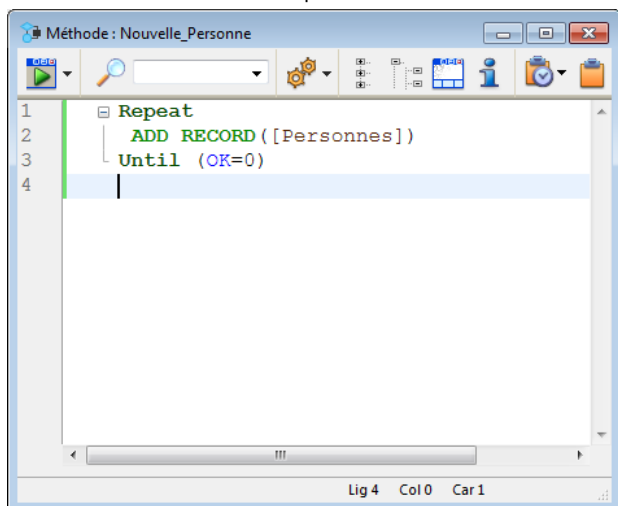 Méthode : Nouvelle_Personne
1 Repeat
2 ADD RECORD([Personnes])
3 Until (OK=0)
4
Lig 4 Col 0 Car 1